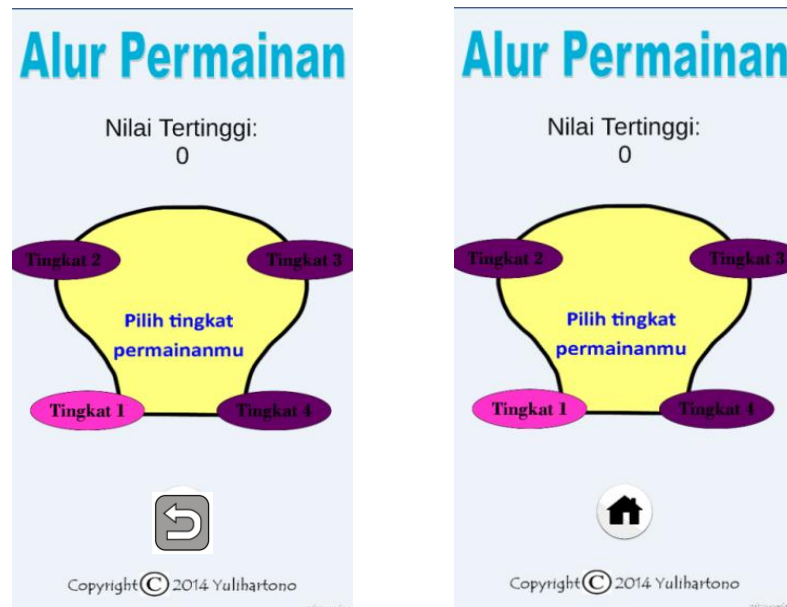 Alur Permainan
Nilai Tertinggi:
0
Tingkat 2
Tingkat 3
Pilih tingkat
permainanmu
Tingkat 1
Tingkat 4
Copyright © 2014 Yulihartono
Alur Permainan
Nilai Tertinggi:
0
Tingkat 2
Tingkat 3
Pilih tingkat
permainanmu
Tingkat 1
Tingkat 4
Copyright © 2014 Yulihartono